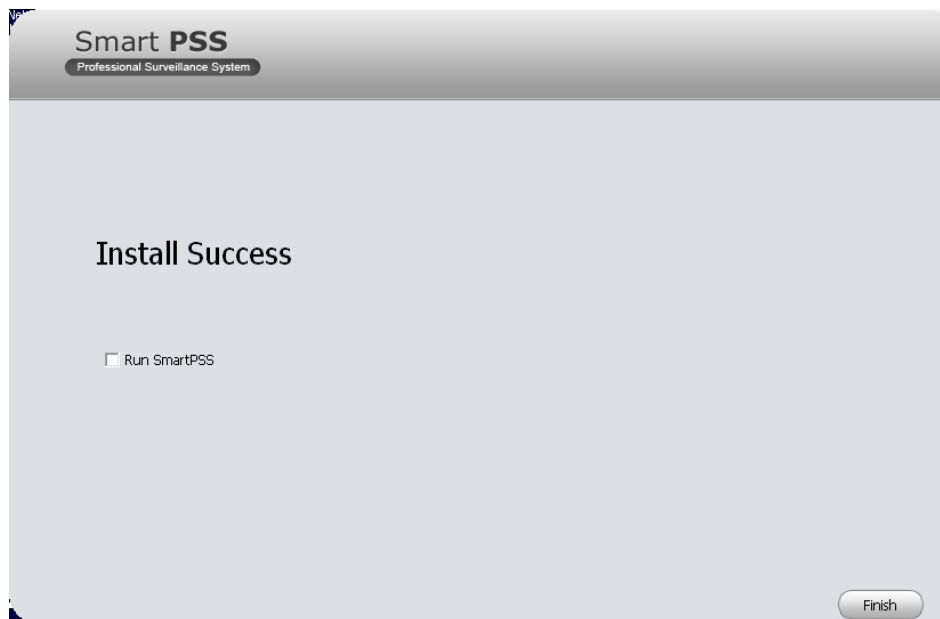 Smart PSS
Professional Surveillance System
Install Success
Run SmartPSS
Finish